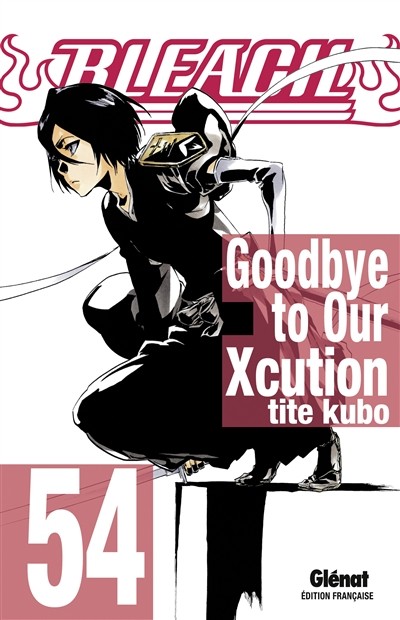 BLEACH
Goodbye
to Our
Xcution
tite kubo
54
Glénat
ÉDITION FRANÇAISE